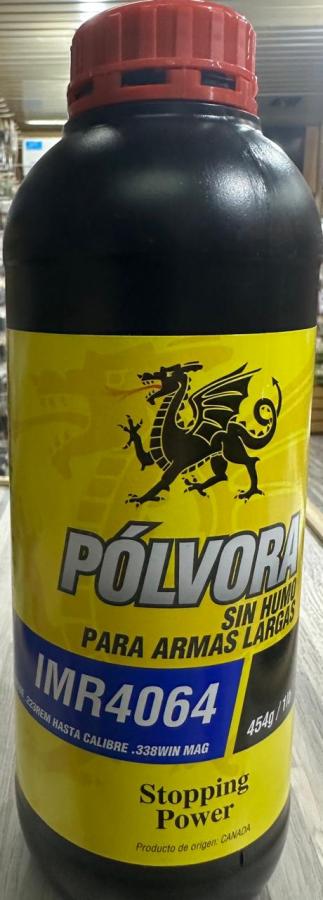 PÓLVORA
SIN HUMO
PARA ARMAS LARGAS
IMR4064
.223REM HASTA CALIBRE .338WIN MAG
454g / 1lb
Stopping
Power
Producto de origen: CANADA